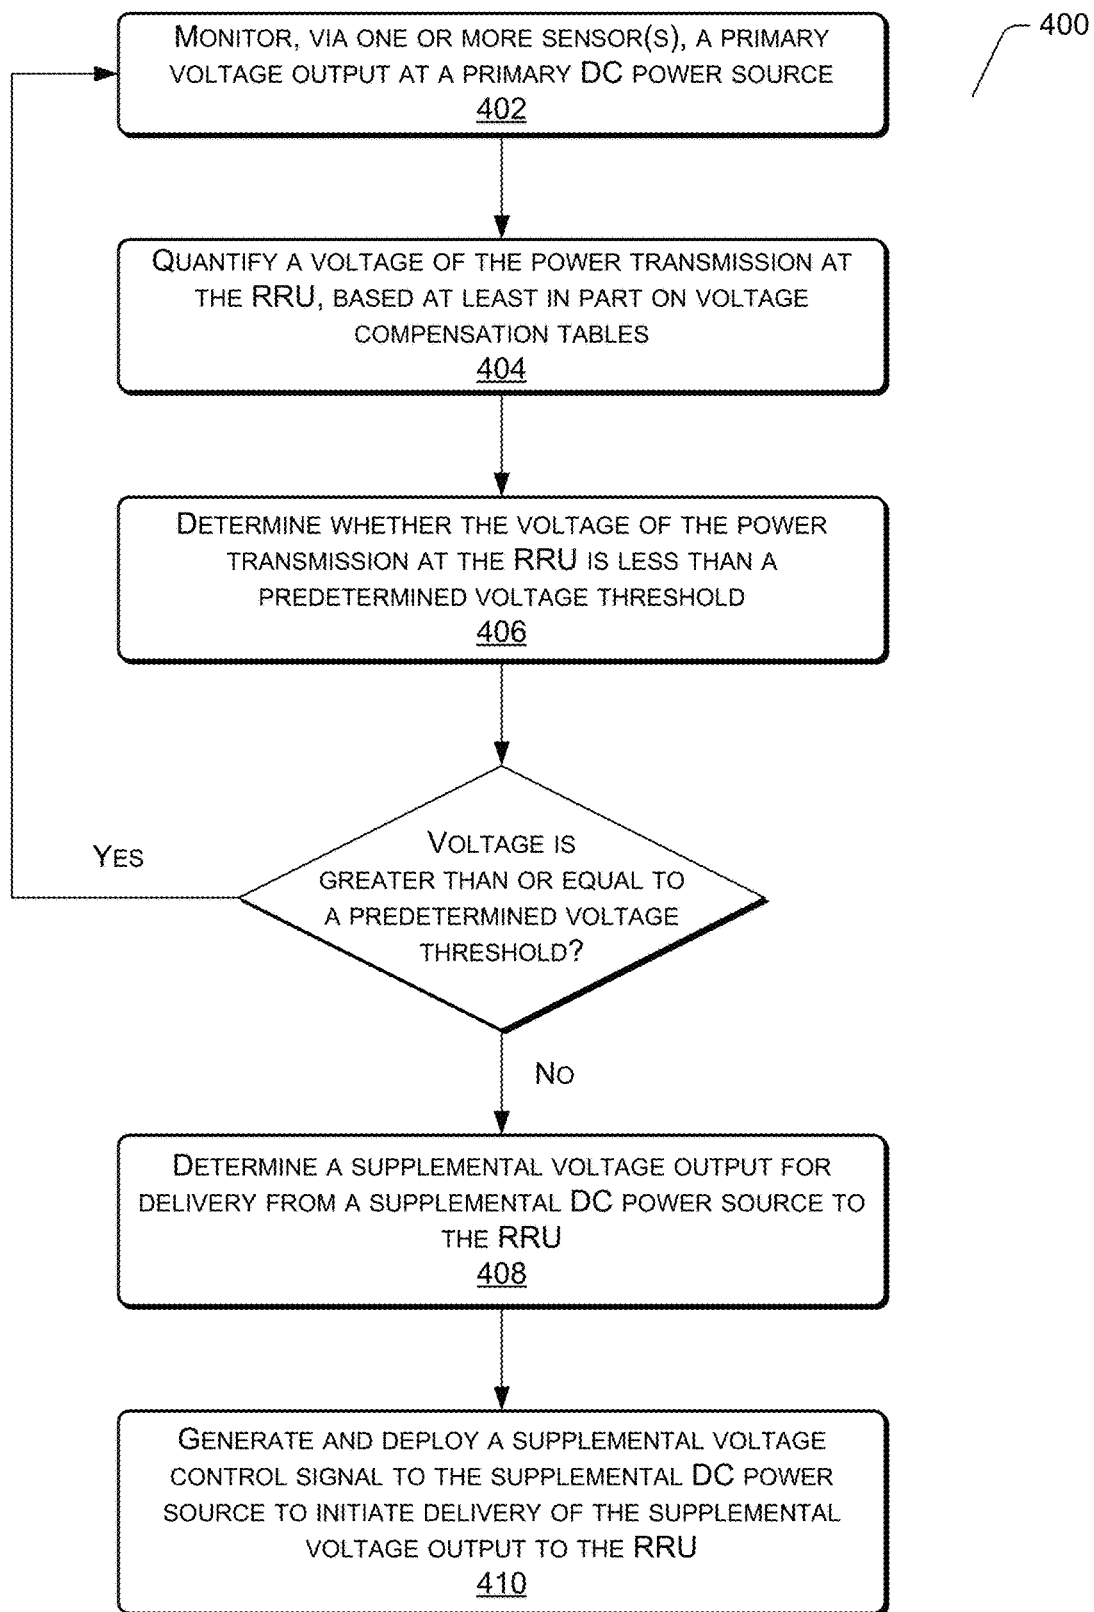 400
MONITOR, VIA ONE OR MORE SENSOR(S), A PRIMARY
VOLTAGE OUTPUT AT A PRIMARY DC POWER SOURCE
402
QUANTIFY A VOLTAGE OF THE POWER TRANSMISSION AT
THE RRU, BASED AT LEAST IN PART ON VOLTAGE
COMPENSATION TABLES
404
DETERMINE WHETHER THE VOLTAGE OF THE POWER
TRANSMISSION AT THE RRU IS LESS THAN A
PREDETERMINED VOLTAGE THRESHOLD
406
VOLTAGE IS
GREATER THAN OR EQUAL TO
A PREDETERMINED VOLTAGE
THRESHOLD?
YES
NO
DETERMINE A SUPPLEMENTAL VOLTAGE OUTPUT FOR
DELIVERY FROM A SUPPLEMENTAL DC POWER SOURCE TO
THE RRU
408
GENERATE AND DEPLOY A SUPPLEMENTAL VOLTAGE
CONTROL SIGNAL TO THE SUPPLEMENTAL DC POWER
SOURCE TO INITIATE DELIVERY OF THE SUPPLEMENTAL
VOLTAGE OUTPUT TO THE RRU
410